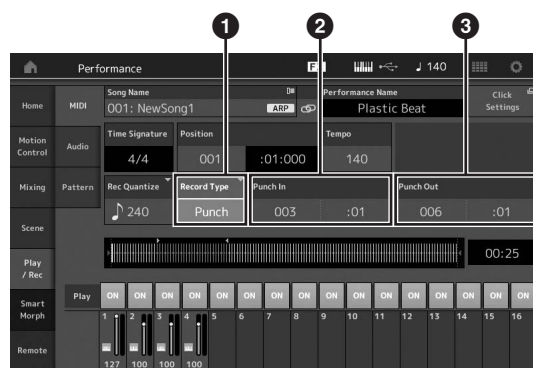 1 2 3
Performance
140
Song Name
001: NewSong1
ARP
Performance Name
Plastic Beat
Click
Settings
Home
MIDI
Motion
Control
Audio
Time Signature
4/4
Position
001 :01:000
Tempo
140
Mixing
Pattern
Rec Quantize
240
Record Type
Punch
Punch In
003 :01
Punch Out
006 :01
Scene
Play
/ Rec
00:25
Smart
Morph
Play
ON ON ON ON ON ON ON ON ON ON ON ON ON ON ON ON
1 2 3 4 5 6 7 8 9 10 11 12 13 14 15 16
Remote
127 100 100 100